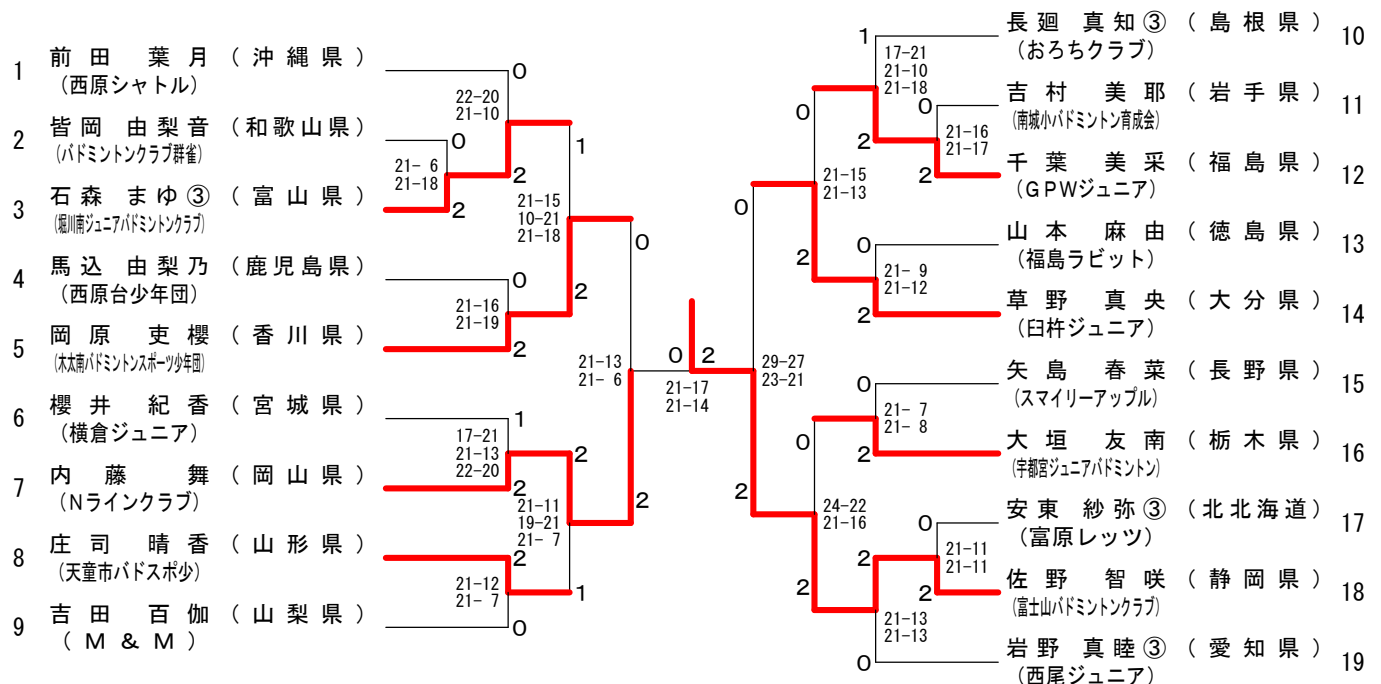 1 前田 葉月 (沖縄県)
(西原シャトル)
2 皆岡 由梨音 (和歌山県)
(バドミントンクラブ群雀)
3 石森 まゆ③ (富山県)
(堀川南ジュニアバドミントンクラブ)
4 馬込 由梨乃 (鹿児島県)
(西原台少年団)
5 岡原 吏櫻 (香川県)
(木太南バドミントンスポーツ少年団)
6 櫻井 紀香 (宮城県)
(横倉ジュニア)
7 内藤 舞 (岡山県)
(Nラインクラブ)
8 庄司 晴香 (山形県)
(天童市バドスポ少)
9 吉田 百伽 (山梨県)
(M&M)
0
22-20
21-10
2
0
21- 6
21-18
2
1
21-15
10-21
21-18
2
0
21-16
21-19
2
0
21-13
21- 6
2
1
17-21
21-13
22-20
2
2
21-11
19-21
21- 7
1
2
21-12
21- 7
0
0 2
21-17
21-14
0
29-27
23-21
2
0
21-15
21-13
2
1
17-21
21-10
21-18
2
0
21-16
21-17
2
0
21- 9
21-12
2
0
24-22
21-16
2
0
21- 7
21- 8
2
0
21-11
21-11
2
2
21-13
21-13
0
長廻 真知③ (島根県) 10
(おろちクラブ)
吉村 美耶 (岩手県) 11
(南城小バドミントン育成会)
千葉 美采 (福島県) 12
(GPWジュニア)
山本 麻由 (徳島県) 13
(福島ラビット)
草野 真央 (大分県) 14
(臼杵ジュニア)
矢島 春菜 (長野県) 15
(スマイリーアップル)
大垣 友南 (栃木県) 16
(宇都宮ジュニアバドミントン)
安東 紗弥③ (北北海道) 17
(富原レッツ)
佐野 智咲 (静岡県) 18
(富士山バドミントンクラブ)
岩野 真睦③ (愛知県) 19
(西尾ジュニア)